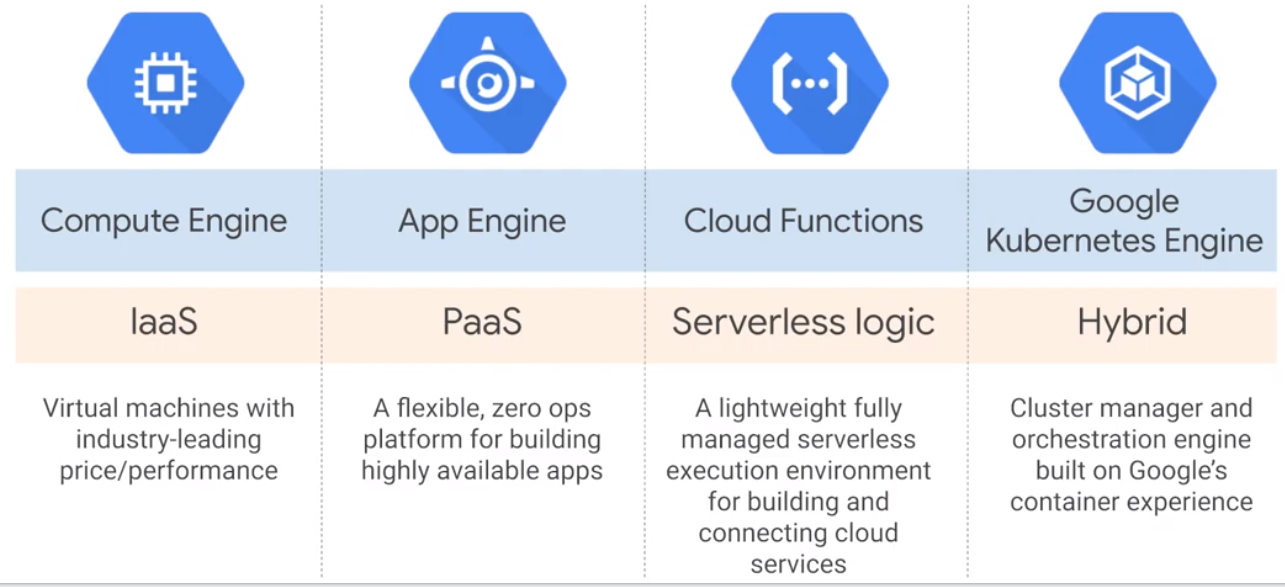 Compute Engine
App Engine
Cloud Functions
Google
Kubernetes Engine
IaaS
PaaS
Serverless logic
Hybrid
Virtual machines with
industry-leading
price/performance
A flexible, zero ops
platform for building
highly available apps
A lightweight fully
managed serverless
execution environment
for building and
connecting cloud
services
Cluster manager and
orchestration engine
built on Google’s
container experience